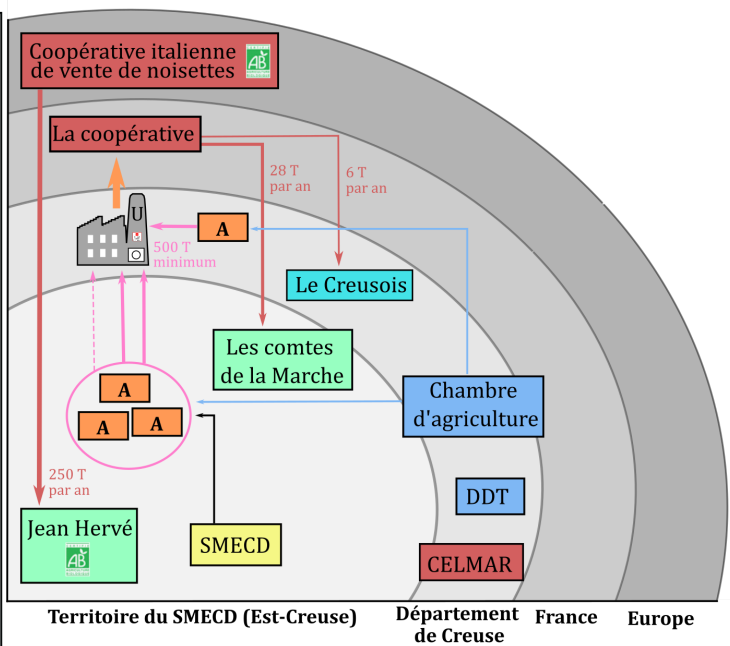 Coopérative italienne
de vente de noisettes
AB
La coopérative
28 T
par an
6 T
par an
U
A
500 T
minimum
Le Creusois
Les comtes
de la Marche
A
A
A
Chambre
d'agriculture
250 T
par an
DDT
Jean Hervé
AB
SMECD
CELMAR
Territoire du SMECD (Est-Creuse)
Département
de Creuse
France
Europe